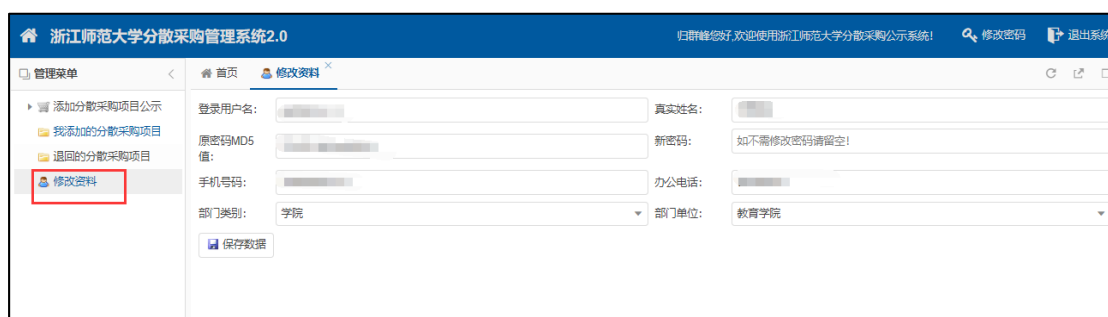 浙江师范大学分散采购管理系统2.0
归群峰您好,欢迎使用浙江师范大学分散采购公示系统! 修改密码 退出系统
管理菜单 首页 修改资料
添加分散采购项目公示
我添加的分散采购项目
退回的分散采购项目
修改资料
登录用户名: 真实姓名:
原密码MD5值: 新密码: 如不需修改密码请留空!
手机号码: 办公电话:
部门类别: 学院 部门单位: 教育学院
保存数据